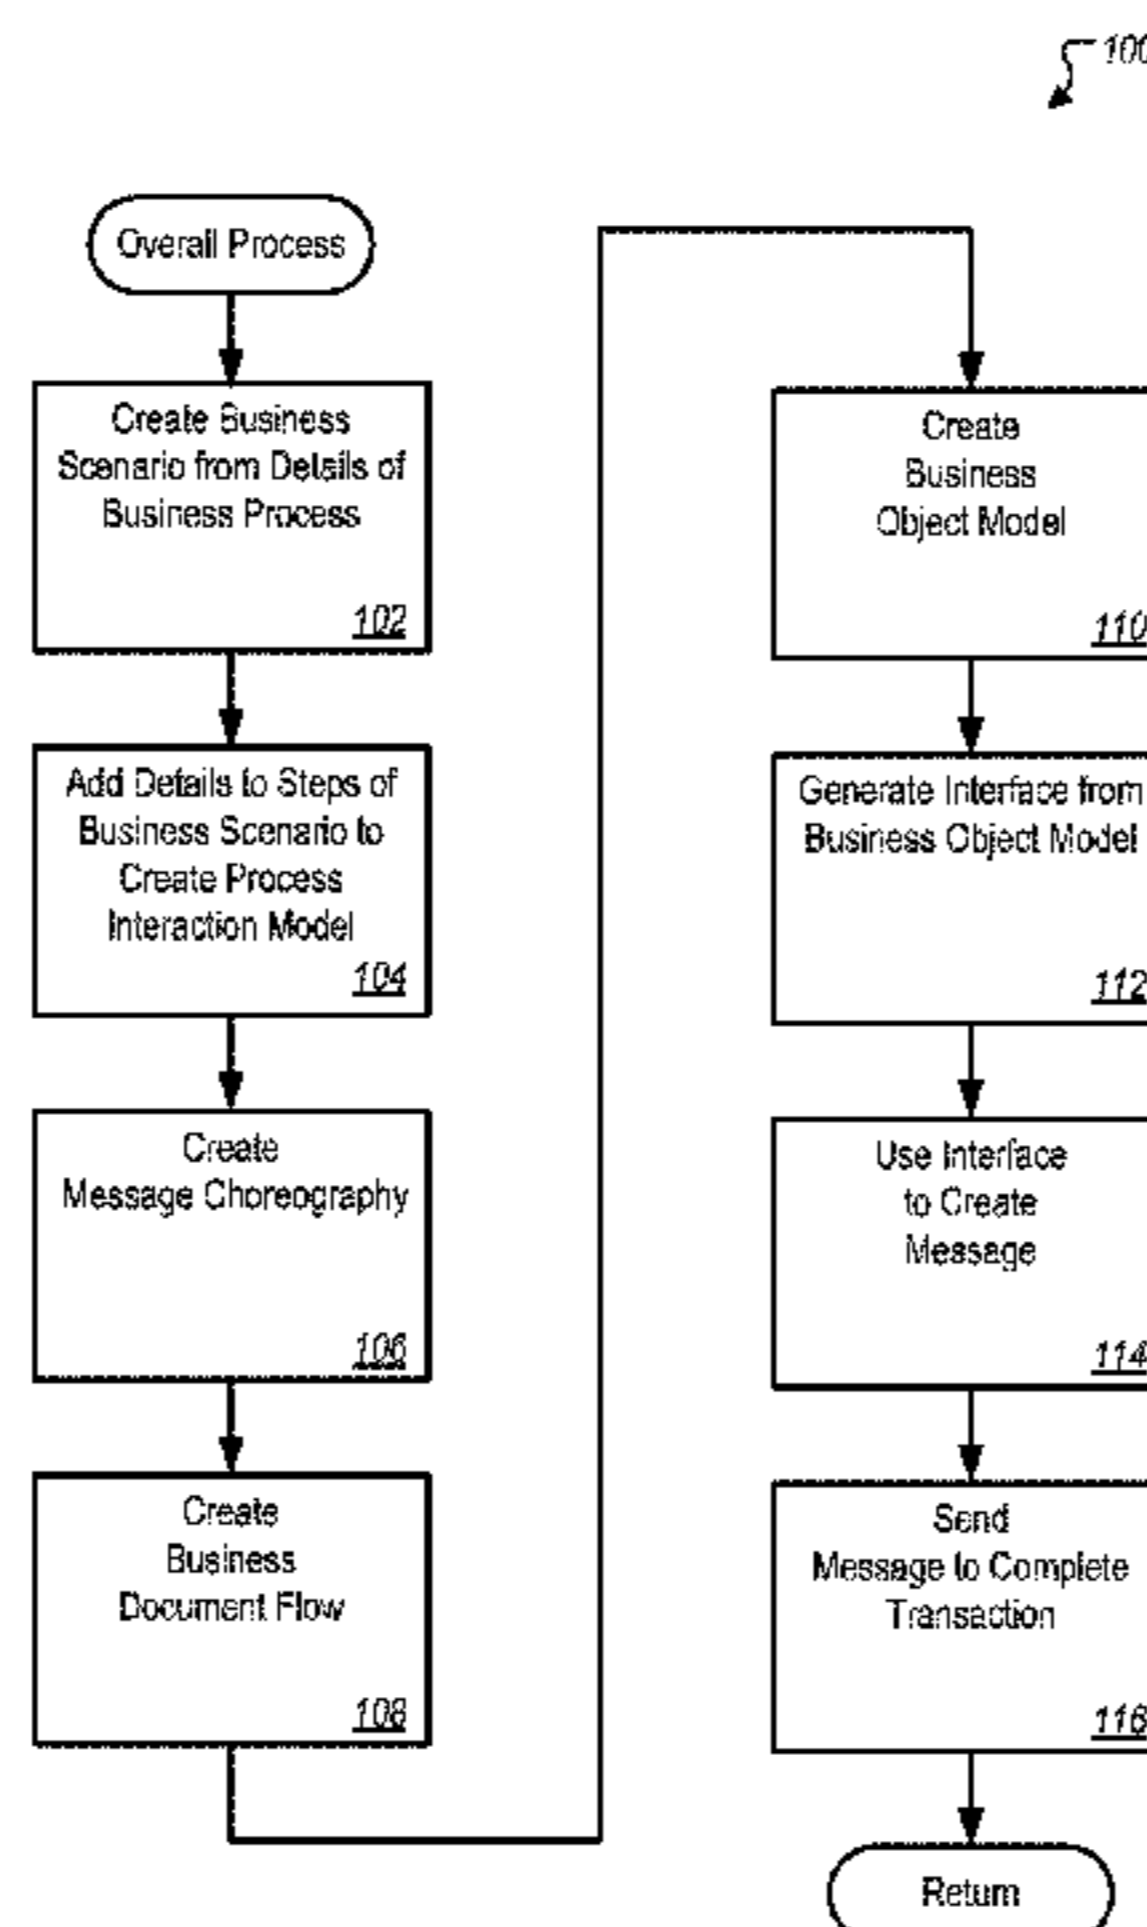 100
Overall Process
Create Business
Scenario from Details of
Business Process
102
Add Details to Steps of
Business Scenario to
Create Process
Interaction Model
104
Create
Message Choreography
106
Create
Business
Document Flow
108
Create
Business
Object Model
110
Generate Interface from
Business Object Model
112
Use Interface
to Create
Message
114
Send
Message to Complete
Transaction
116
Return